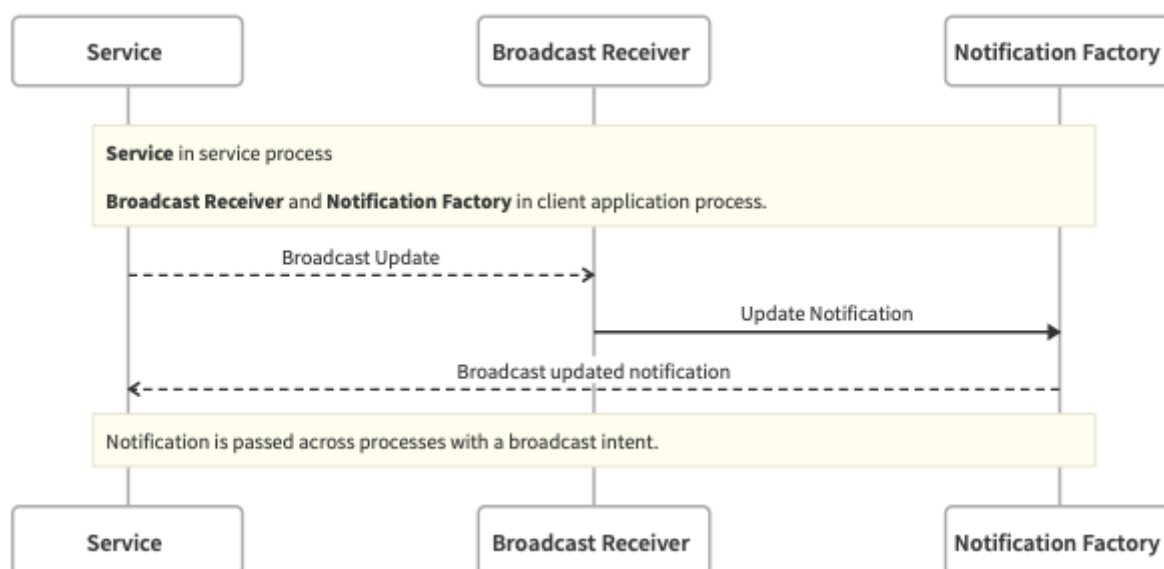 Service
Broadcast Receiver
Notification Factory
Service in service process
Broadcast Receiver and Notification Factory in client application process.
Broadcast Update
Update Notification
Broadcast updated notification
Notification is passed across processes with a broadcast intent.
Service
Broadcast Receiver
Notification Factory